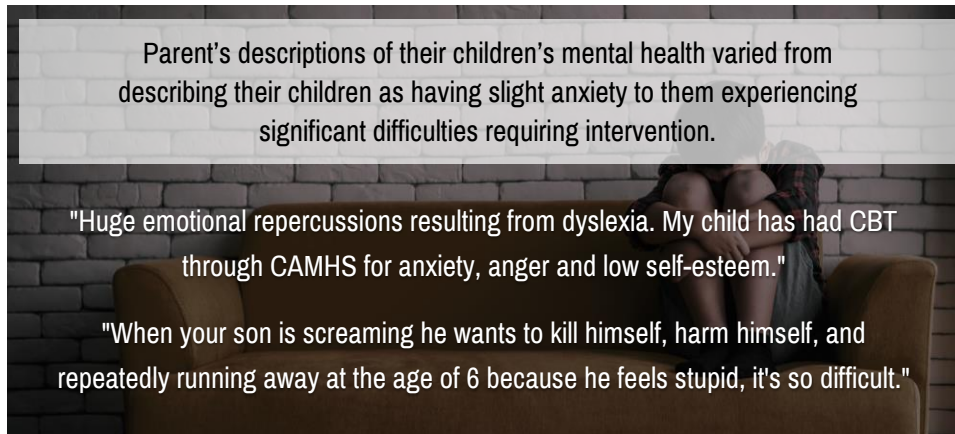 Parent’s descriptions of their children’s mental health varied from
describing their children as having slight anxiety to them experiencing
significant difficulties requiring intervention.
"Huge emotional repercussions resulting from dyslexia. My child has had CBT
through CAMHS for anxiety, anger and low self-esteem."
"When your son is screaming he wants to kill himself, harm himself, and
repeatedly running away at the age of 6 because he feels stupid, it's so difficult."